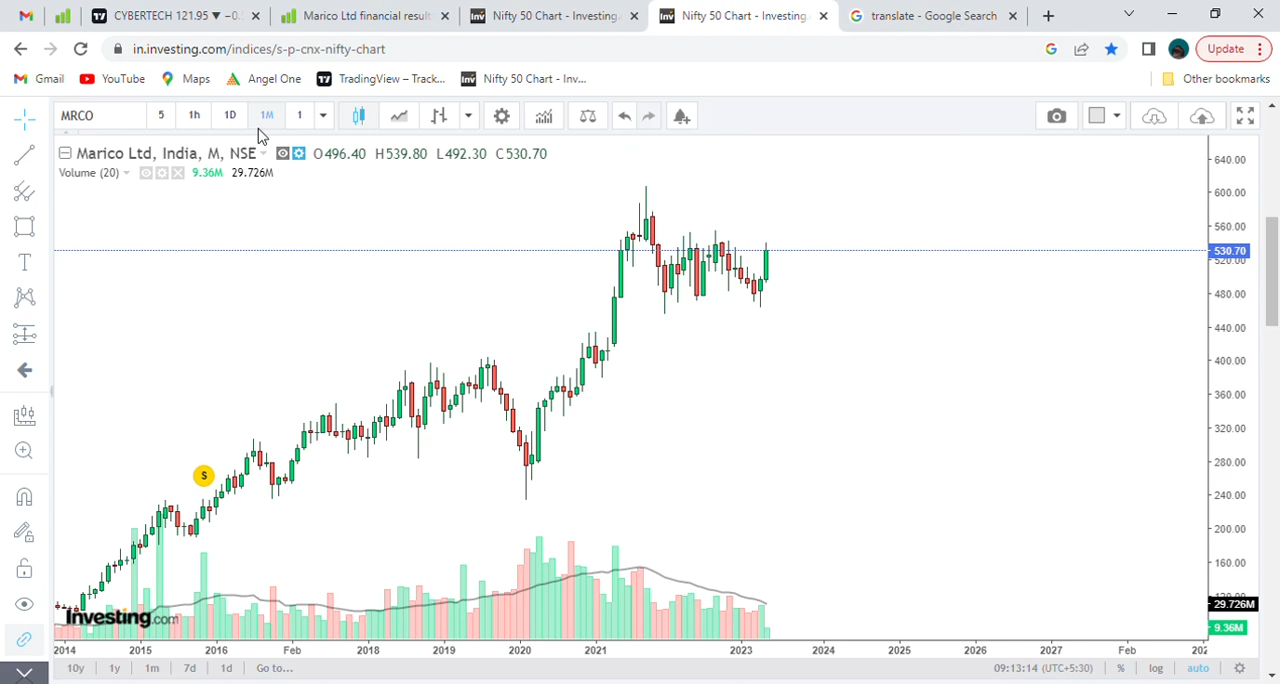 CYBERTECH 121.95 ▼ −0.
Marico Ltd financial result
Nifty 50 Chart - Investing.
Nifty 50 Chart - Investing.
translate - Google Search
in.investing.com/indices/s-p-cnx-nifty-chart
Update
Gmail
YouTube
Maps
Angel One
TradingView – Track...
Nifty 50 Chart - Inv...
Other bookmarks
MRCO 5 1h 1D 1M 1
Marico Ltd, India, M, NSE O496.40 H539.80 L492.30 C530.70
Volume (20) 9.36M 29.726M
640.00
600.00
560.00
530.70
520.00
480.00
440.00
400.00
360.00
320.00
280.00
240.00
200.00
160.00
29.726M
9.36M
S
Investing.com
2014 2015 2016 Feb 2018 2019 2020 2021 2023 2024 2025 2026 2027 Feb
10y 1y 1m 7d 1d Go to... 09:13:14 (UTC+5:30) % log auto